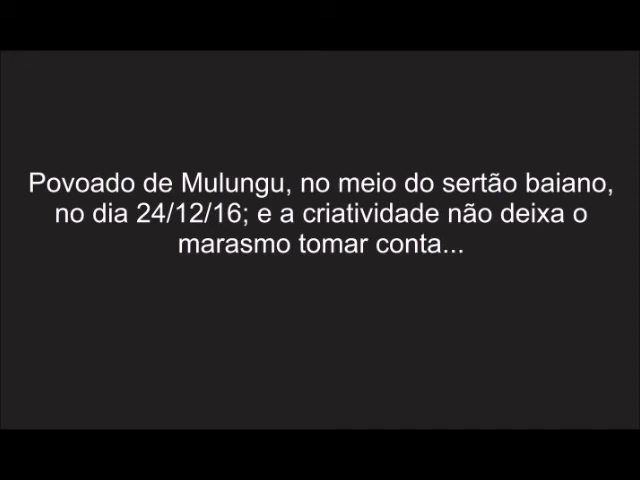 Povoado de Mulungu, no meio do sertão baiano,
no dia 24/12/16; e a criatividade não deixa o
marasmo tomar conta...